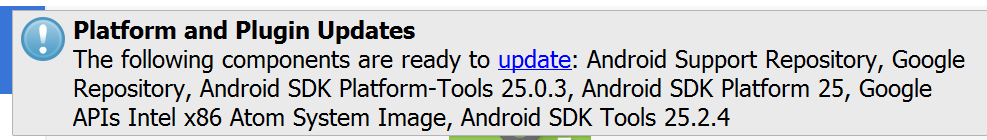 Platform and Plugin Updates
The following components are ready to update: Android Support Repository, Google
Repository, Android SDK Platform-Tools 25.0.3, Android SDK Platform 25, Google
APIs Intel x86 Atom System Image, Android SDK Tools 25.2.4